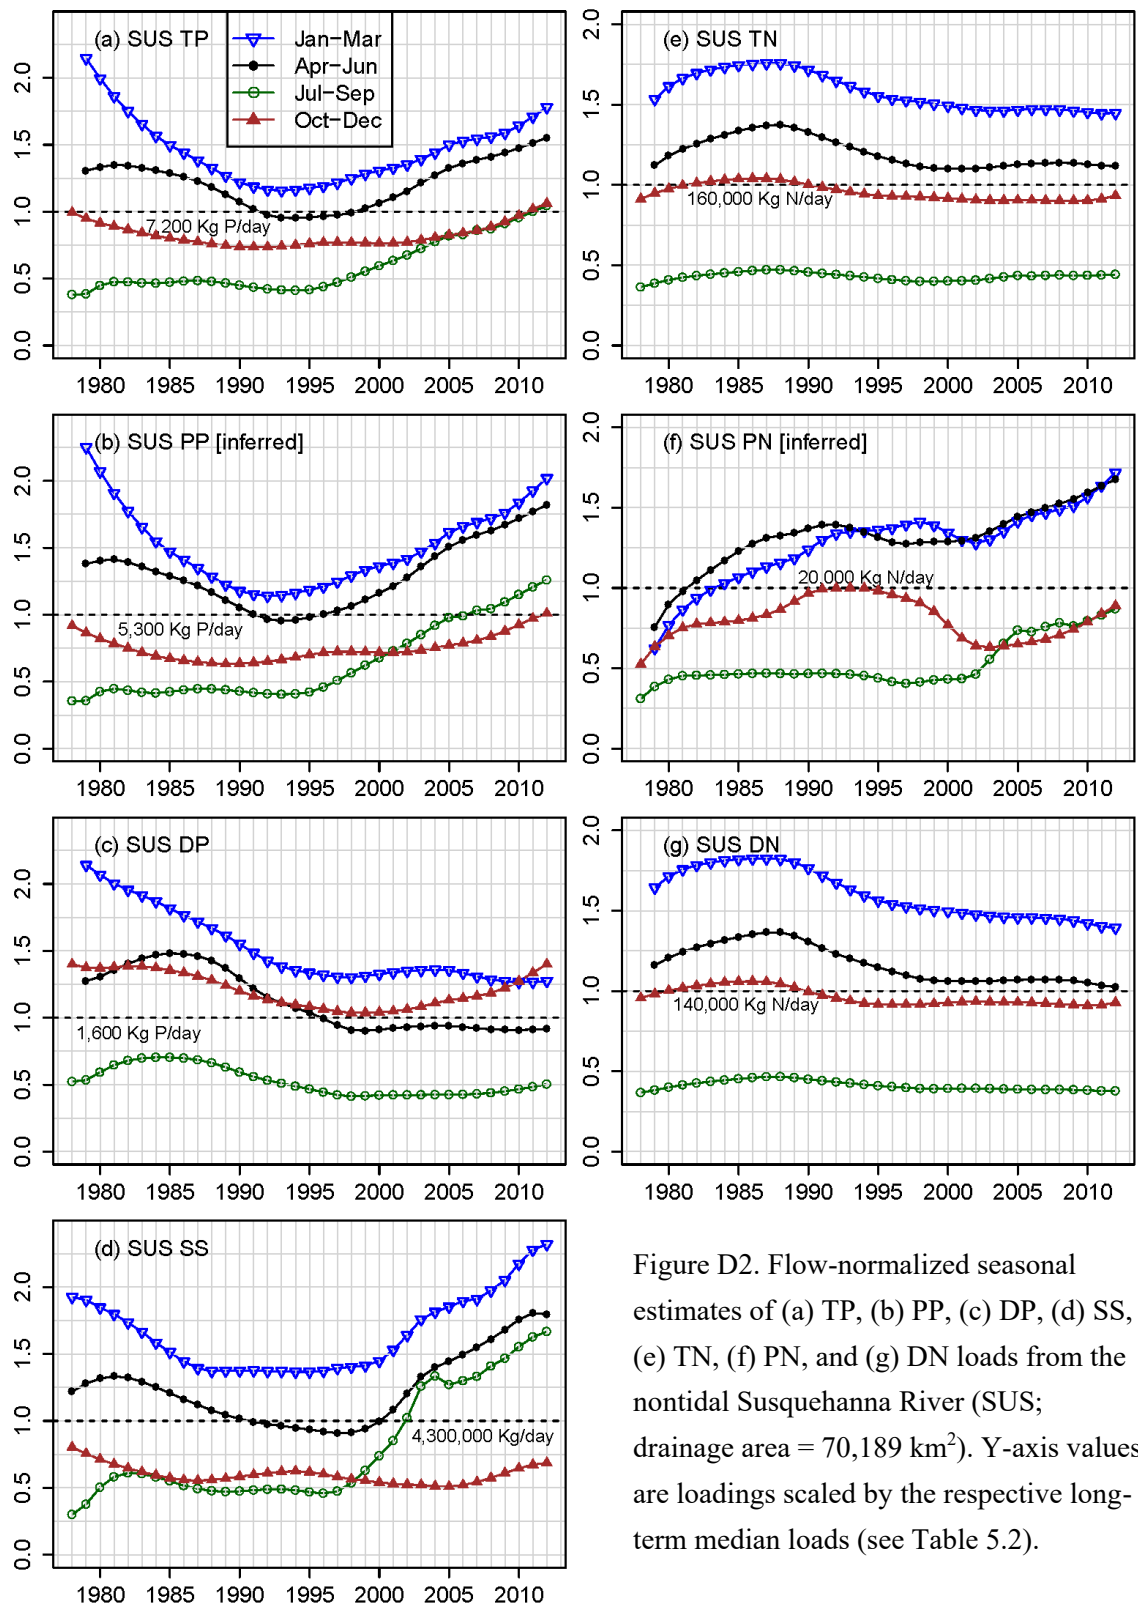 (a) SUS TP
Jan−Mar
Apr−Jun
Jul−Sep
Oct−Dec
7,200 Kg P/day
0.0 0.5 1.0 1.5 2.0
1980 1985 1990 1995 2000 2005 2010
(e) SUS TN
160,000 Kg N/day
0.0 0.5 1.0 1.5 2.0
1980 1985 1990 1995 2000 2005 2010
(b) SUS PP [inferred]
5,300 Kg P/day
0.0 0.5 1.0 1.5 2.0
1980 1985 1990 1995 2000 2005 2010
(f) SUS PN [inferred]
20,000 Kg N/day
0.0 0.5 1.0 1.5 2.0
1980 1985 1990 1995 2000 2005 2010
(c) SUS DP
1,600 Kg P/day
0.0 0.5 1.0 1.5 2.0
1980 1985 1990 1995 2000 2005 2010
(g) SUS DN
140,000 Kg N/day
0.0 0.5 1.0 1.5 2.0
1980 1985 1990 1995 2000 2005 2010
(d) SUS SS
4,300,000 Kg/day
0.0 0.5 1.0 1.5 2.0
1980 1985 1990 1995 2000 2005 2010
Figure D2. Flow-normalized seasonal
estimates of (a) TP, (b) PP, (c) DP, (d) SS,
(e) TN, (f) PN, and (g) DN loads from the
nontidal Susquehanna River (SUS;
drainage area = 70,189 km²). Y-axis values
are loadings scaled by the respective long-
term median loads (see Table 5.2).